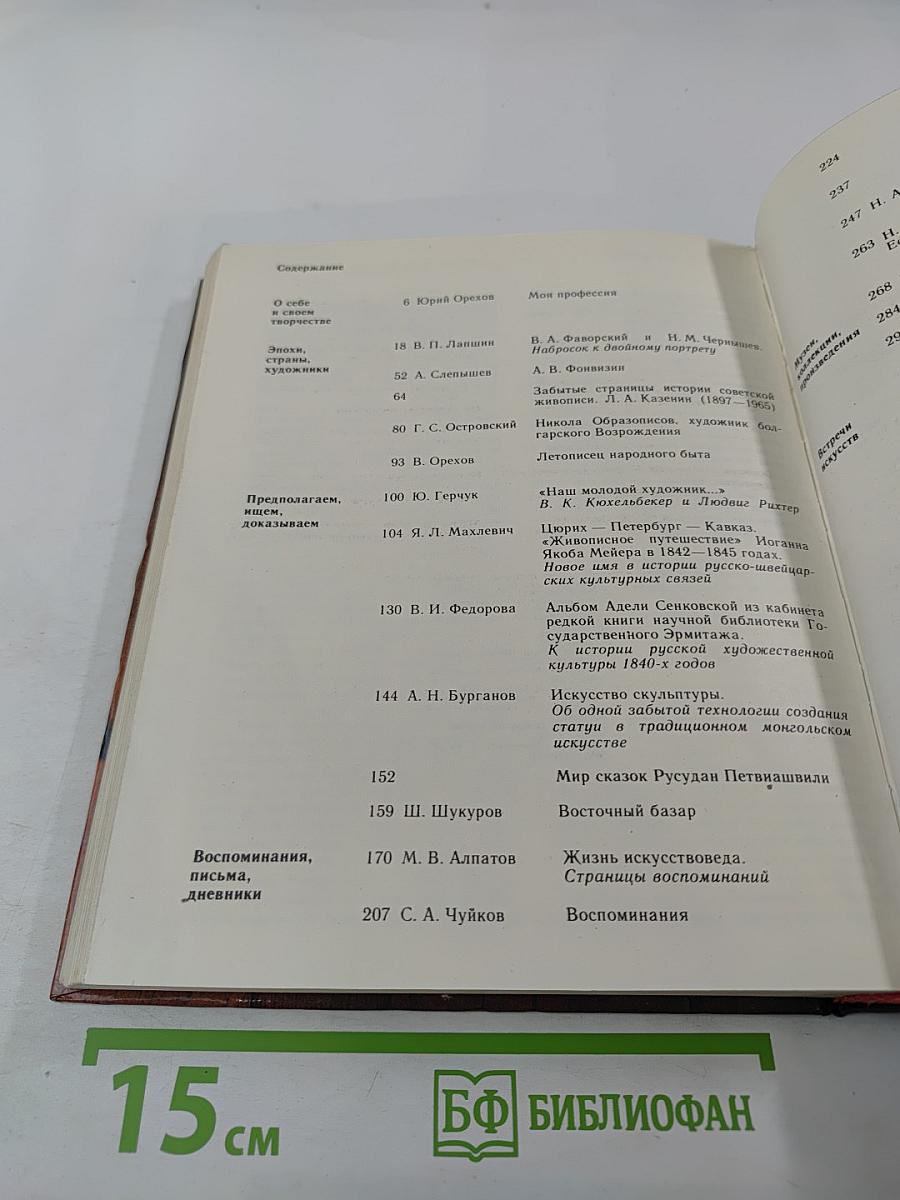 Содержание
О себе
и своем
творчестве
6 Юрий Орехов Моя профессия
Эпохи,
страны,
художники
18 В. П. Лапшин В. А. Фаворский и Н. М. Чернышев.
Набросок к двойному портрету
52 А. Слепышев А. В. Фонвизин
64 Забытые страницы истории советской
живописи. Л. А. Казенин (1897—1965)
80 Г. С. Островский Никола Образописов, художник бол-
гарского Возрождения
93 В. Орехов Летописец народного быта
Предполагаем,
ищем,
доказываем
100 Ю. Герчук «Наш молодой художник...»
В. К. Кюхельбекер и Людвиг Рихтер
104 Я. Л. Махлевич Цюрих — Петербург — Кавказ.
«Живописное путешествие» Иоганна
Якоба Мейера в 1842—1845 годах.
Новое имя в истории русско-швейцар-
ских культурных связей
130 В. И. Федорова Альбом Адели Сенковской из кабинета
редкой книги научной библиотеки Го-
сударственного Эрмитажа.
К истории русской художественной
культуры 1840-х годов
144 А. Н. Бурганов Искусство скульптуры.
Об одной забытой технологии создания
статуи в традиционном монгольском
искусстве
152 Мир сказок Русудан Петвиашвили
159 Ш. Шукуров Восточный базар
Воспоминания,
письма,
дневники
170 М. В. Алпатов Жизнь искусствоведа.
Страницы воспоминаний
207 С. А. Чуйков Воспоминания
224
237
247 Н. А
263 Н.
268
284
Музеи,
коллекции,
произведения
Встречи
искусств
15 см
БФ БИБЛИОФАН